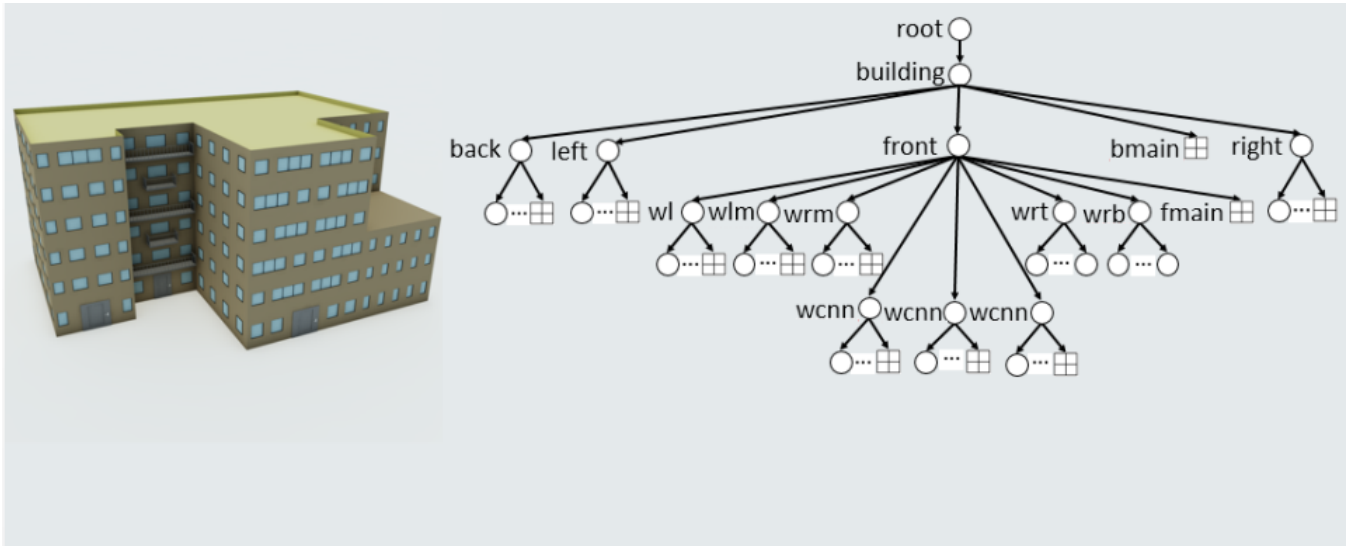 root
building
back left front bmain right
... ...
wl wlm wrm wrt wrb fmain ...
... ... ... ... ...
wcnn wcnn wcnn
... ... ...